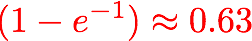 (1 − e⁻¹) ≈ 0.63